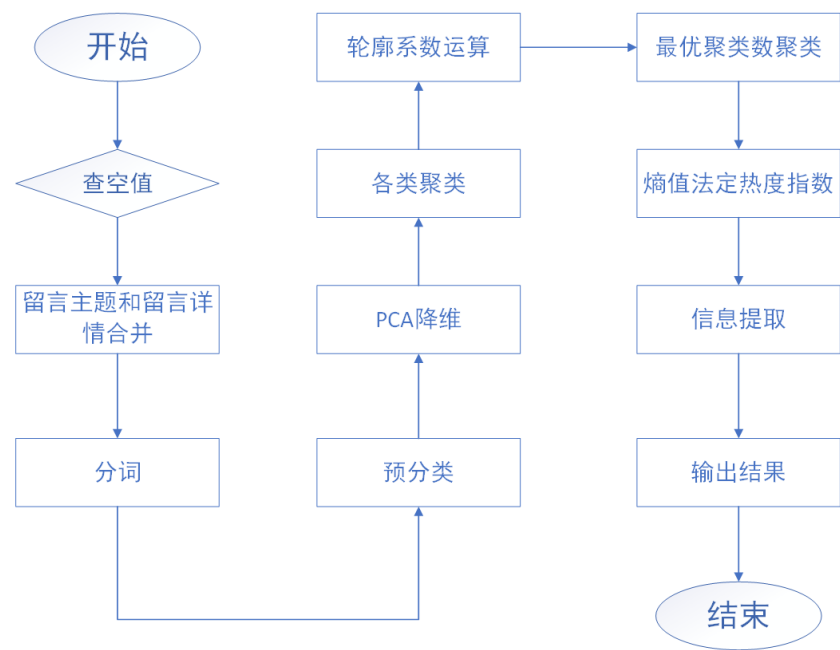 开始
查空值
留言主题和留言详
情合并
分词
预分类
PCA降维
各类聚类
轮廓系数运算
最优聚类数聚类
熵值法定热度指数
信息提取
输出结果
结束